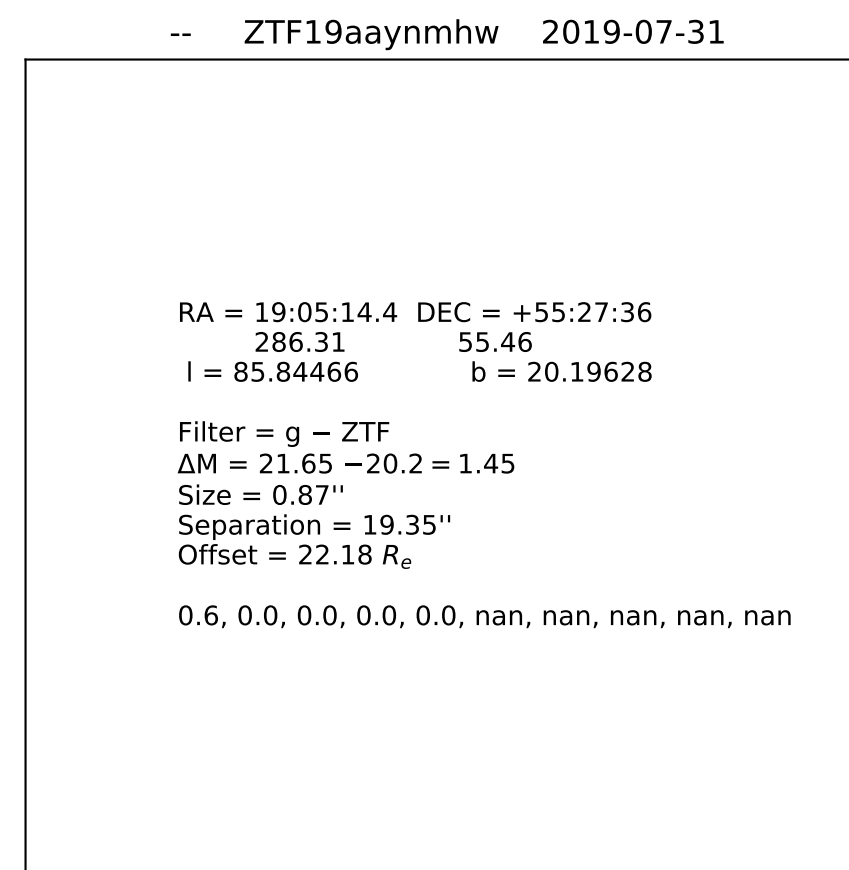 -- ZTF19aaynmhw 2019-07-31
RA = 19:05:14.4 DEC = +55:27:36
286.31 55.46
l = 85.84466 b = 20.19628
Filter = g − ZTF
ΔM = 21.65 −20.2 = 1.45
Size = 0.87''
Separation = 19.35''
Offset = 22.18 Re
0.6, 0.0, 0.0, 0.0, 0.0, nan, nan, nan, nan, nan